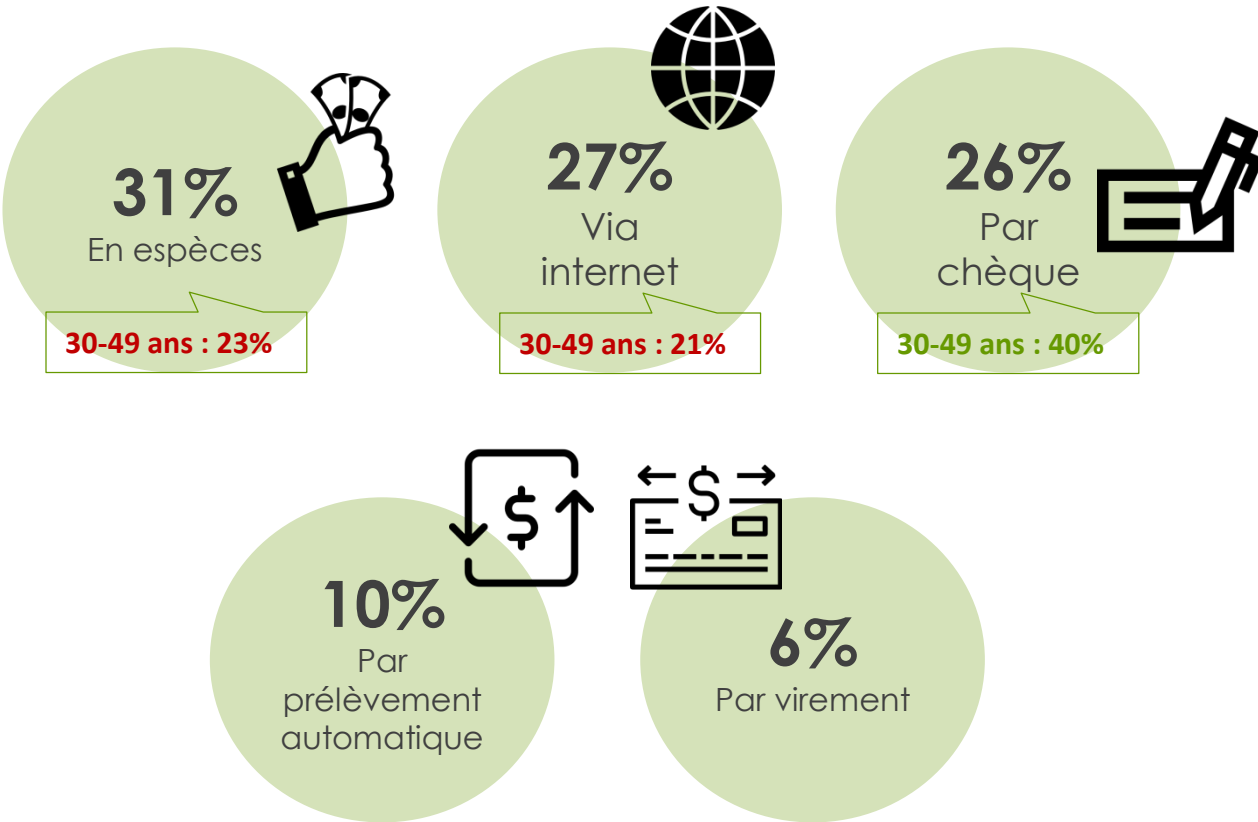 31%
En espèces
30-49 ans : 23%
27%
Via
internet
30-49 ans : 21%
26%
Par
chèque
30-49 ans : 40%
$
10%
Par
prélèvement
automatique
$
6%
Par virement